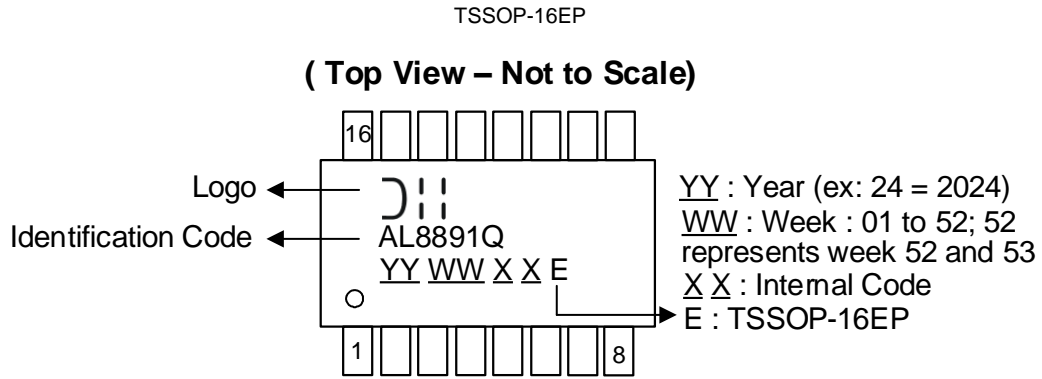 TSSOP-16EP
( Top View – Not to Scale)
16
Logo
Identification Code
AL8891Q
YY WW X X E
1
8
YY : Year (ex: 24 = 2024)
WW : Week : 01 to 52; 52
represents week 52 and 53
X X : Internal Code
E : TSSOP-16EP